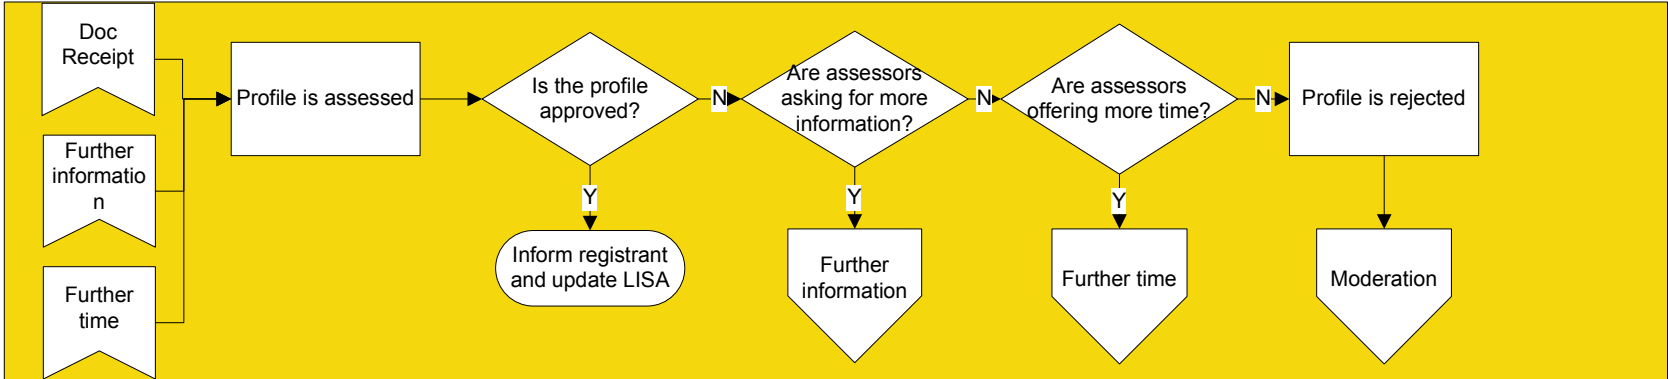 Doc
Receipt
Further
informatio
n
Further
time
Profile is assessed
Is the profile
approved?
N
Y
Inform registrant
and update LISA
Are assessors
asking for more
information?
N
Y
Further
information
Are assessors
offering more time?
N
Y
Further time
Profile is rejected
Moderation